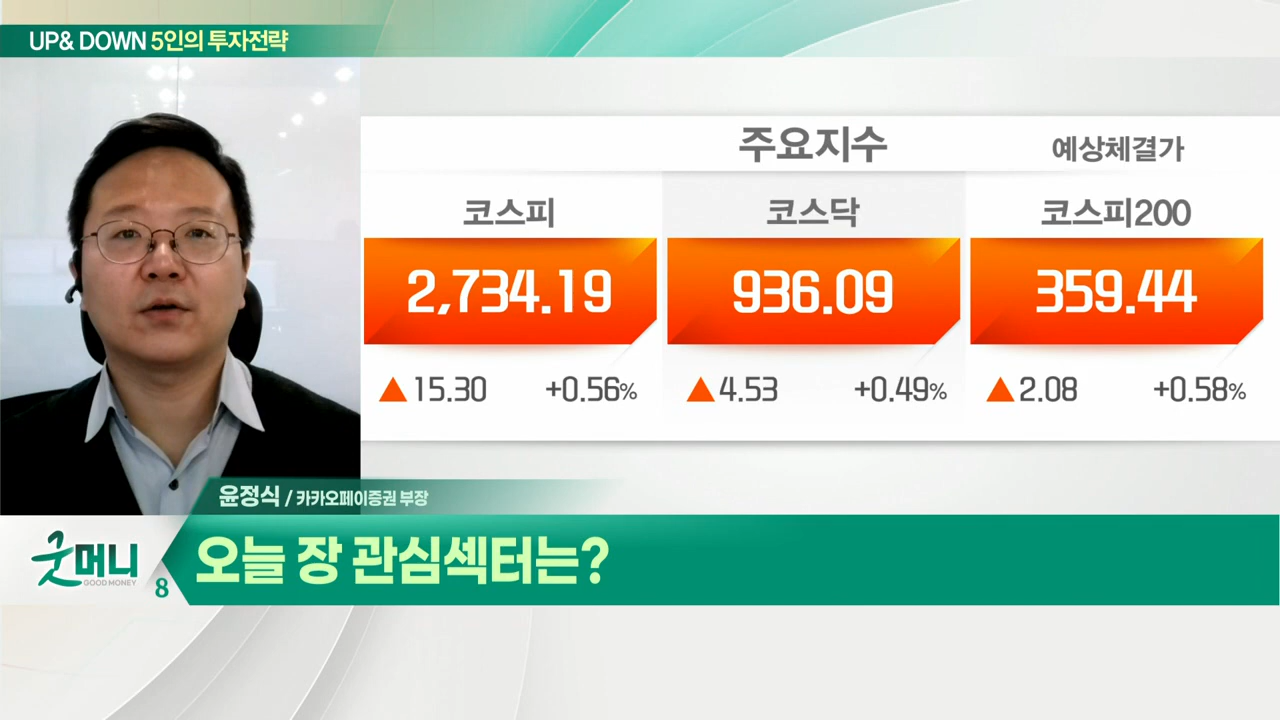 UP& DOWN 5인의 투자전략
주요지수
예상체결가
코스피
코스닥
코스피200
2,734.19
936.09
359.44
▲ 15.30 +0.56%
▲ 4.53 +0.49%
▲ 2.08 +0.58%
윤정식 / 카카오페이증권 부장
굿머니
GOOD MONEY
8
오늘 장 관심섹터는?